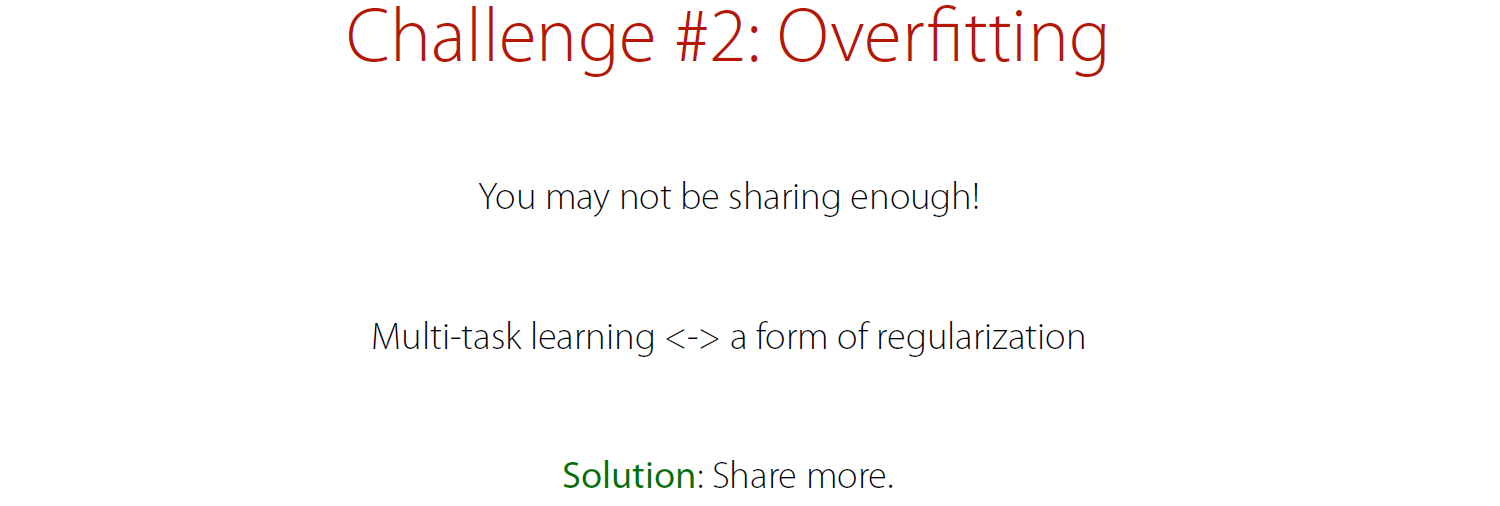 Challenge #2: Overfitting
You may not be sharing enough!
Multi-task learning <-> a form of regularization
Solution: Share more.